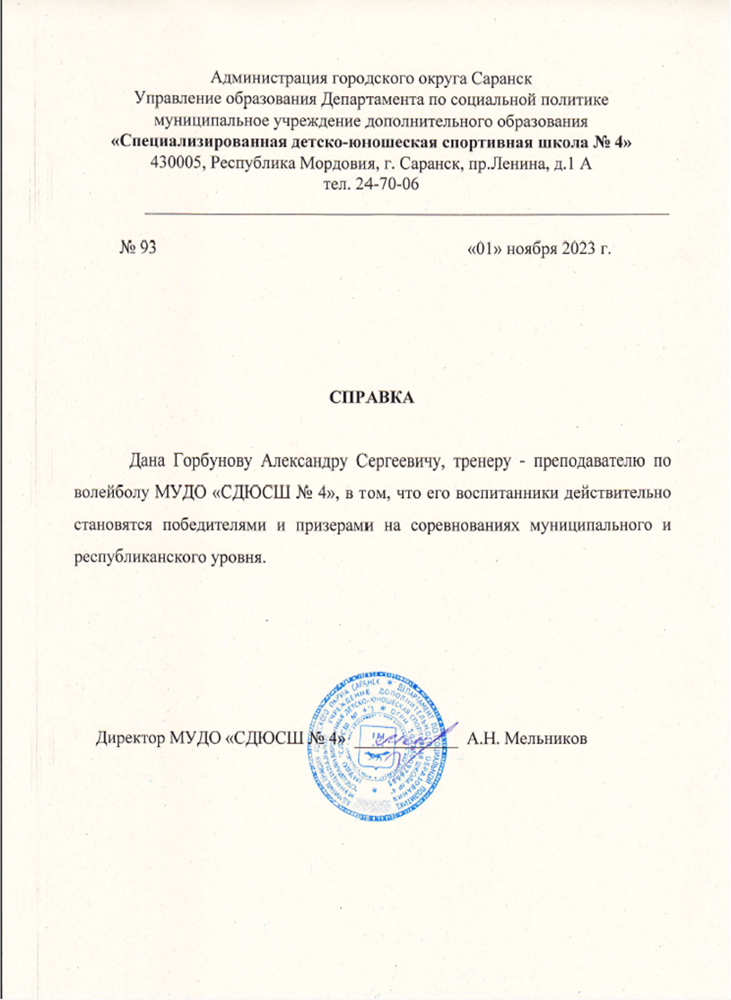 Администрация городского округа Саранск
Управление образования Департамента по социальной политике
муниципальное учреждение дополнительного образования
«Специализированная детско-юношеская спортивная школа № 4»
430005, Республика Мордовия, г. Саранск, пр.Ленина, д.1 А
тел. 24-70-06
№ 93 «01» ноября 2023 г.
СПРАВКА
Дана Горбунову Александру Сергеевичу, тренеру - преподавателю по
волейболу МУДО «СДЮСШ № 4», в том, что его воспитанники действительно
становятся победителями и призерами на соревнованиях муниципального и
республиканского уровня.
Директор МУДО «СДЮСШ № 4» А.Н. Мельников